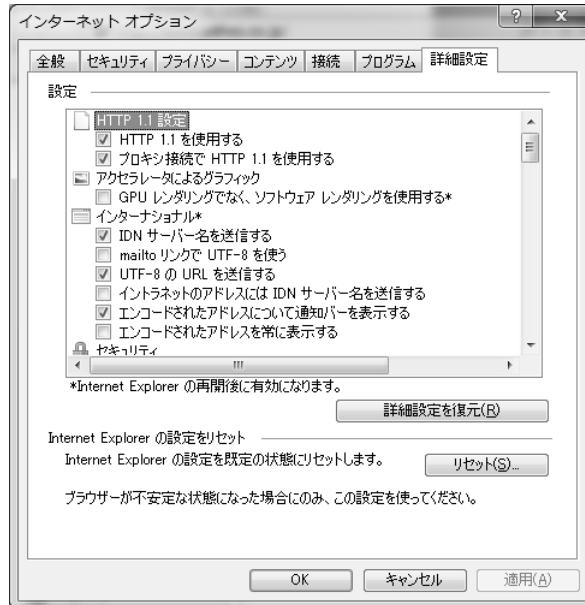 インターネット オプション
全般 セキュリティ プライバシー コンテンツ 接続 プログラム 詳細設定
設定
HTTP 1.1 設定
HTTP 1.1 を使用する
プロキシ接続で HTTP 1.1 を使用する
アクセラレータによるグラフィック
GPU レンダリングでなく、ソフトウェア レンダリングを使用する*
インターナショナル*
IDN サーバー名を送信する
mailto リンクで UTF-8 を使う
UTF-8 の URL を送信する
イントラネットのアドレスには IDN サーバー名を送信する
エンコードされたアドレスについて通知バーを表示する
エンコードされたアドレスを常に表示する
セキュリティ
*Internet Explorer の再開後に有効になります。
詳細設定を復元(R)
Internet Explorer の設定をリセット
Internet Explorer の設定を既定の状態にリセットします。
リセット(S)...
ブラウザーが不安定な状態になった場合にのみ、この設定を使ってください。
OK キャンセル 適用(A)